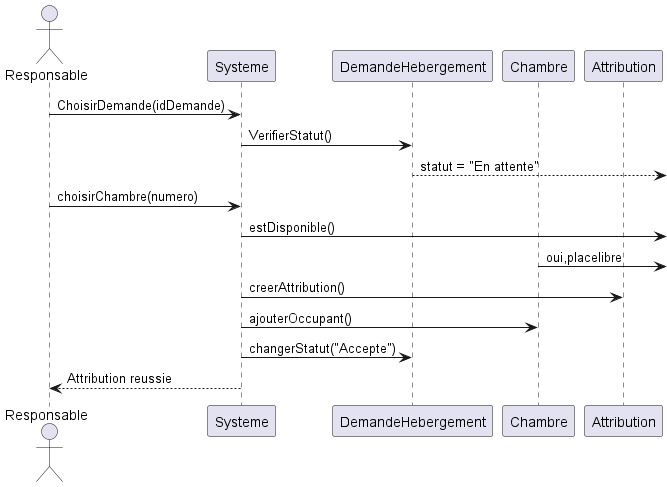 Responsable
Systeme
DemandeHebergement
Chambre
Attribution
ChoisirDemande(idDemande)
VerifierStatut()
statut = "En attente"
choisirChambre(numero)
estDisponible()
oui,placelibre
creerAttribution()
ajouterOccupant()
changerStatut("Accepte")
Attribution reussie
Responsable
Systeme
DemandeHebergement
Chambre
Attribution